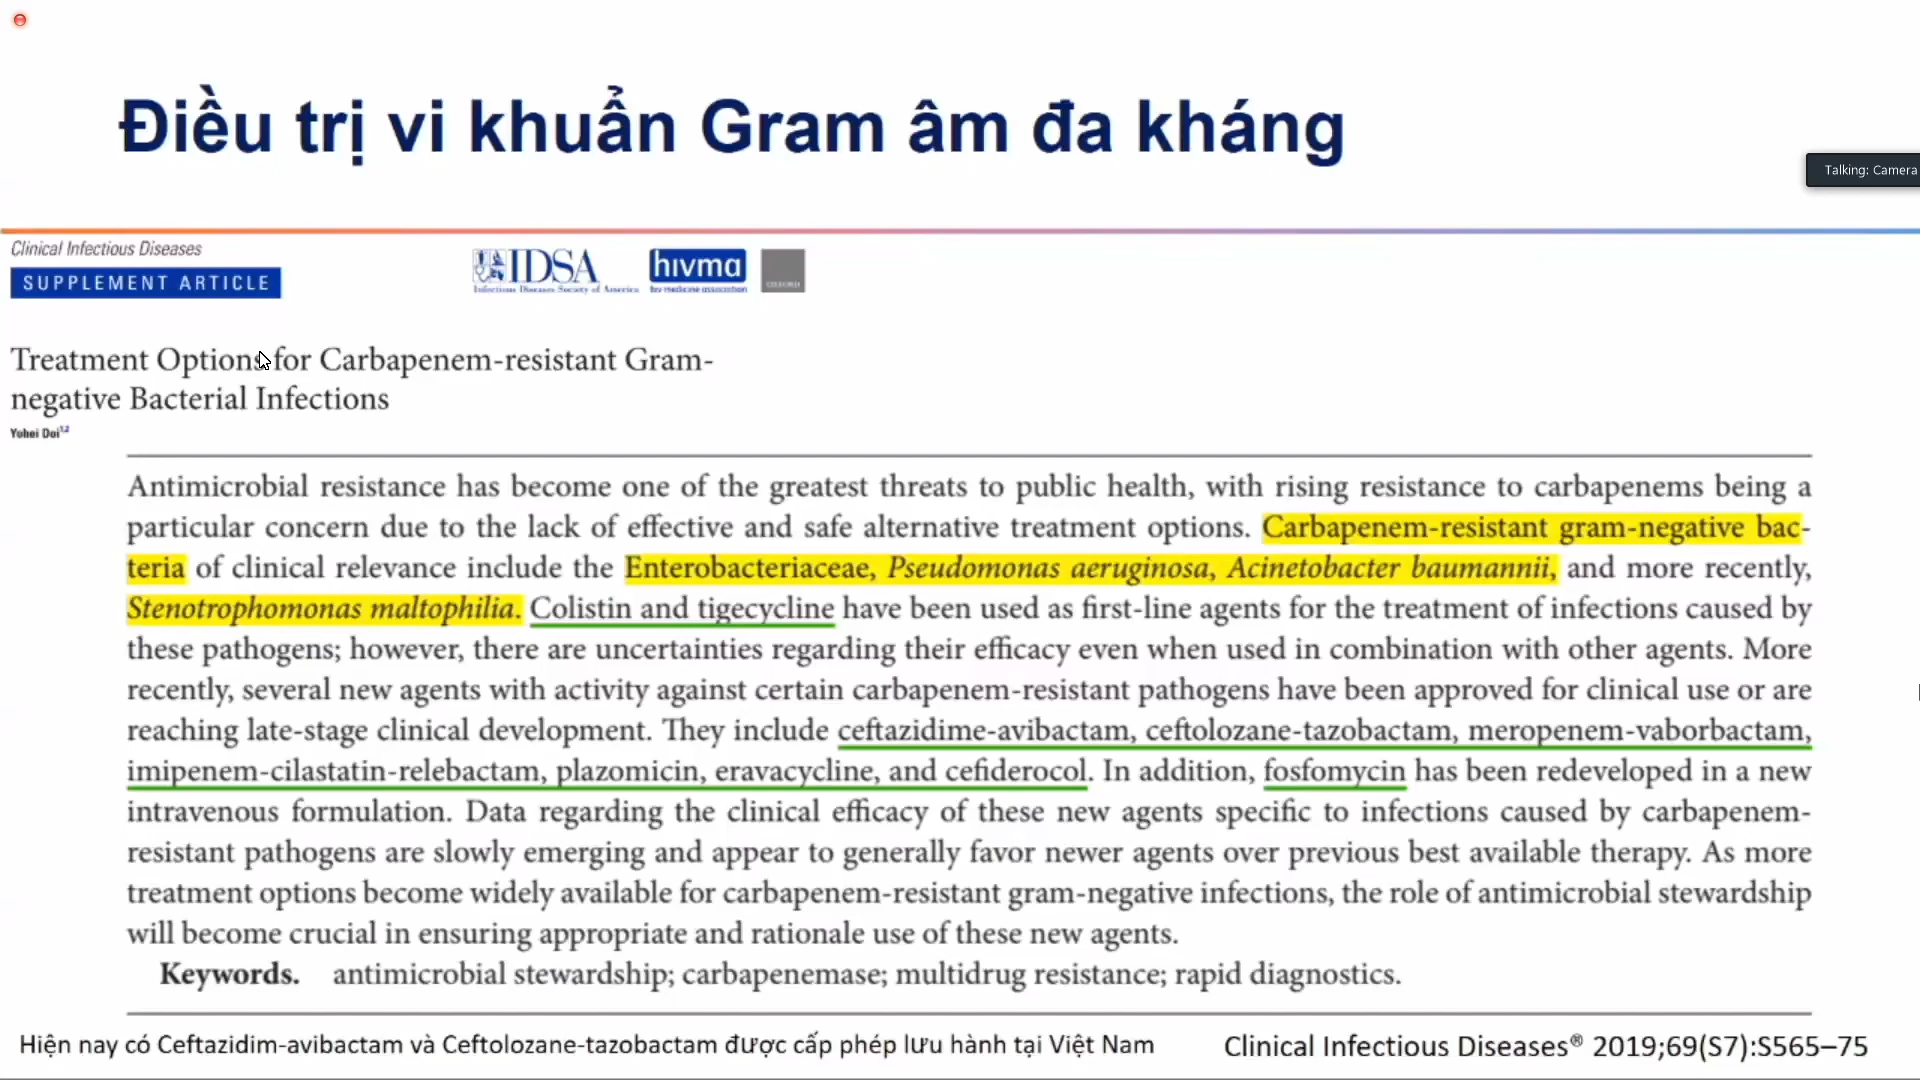 Điều trị vi khuẩn Gram âm đa kháng
Talking: Camera
Clinical Infectious Diseases
SUPPLEMENT ARTICLE
IDSA
Infectious Diseases Society of America
hivma
hiv medicine association
OXFORD
Treatment Options for Carbapenem-resistant Gram-
negative Bacterial Infections
Yohei Doi1,2
Antimicrobial resistance has become one of the greatest threats to public health, with rising resistance to carbapenems being a
particular concern due to the lack of effective and safe alternative treatment options. Carbapenem-resistant gram-negative bac-
teria of clinical relevance include the Enterobacteriaceae, Pseudomonas aeruginosa, Acinetobacter baumannii, and more recently,
Stenotrophomonas maltophilia. Colistin and tigecycline have been used as first-line agents for the treatment of infections caused by
these pathogens; however, there are uncertainties regarding their efficacy even when used in combination with other agents. More
recently, several new agents with activity against certain carbapenem-resistant pathogens have been approved for clinical use or are
reaching late-stage clinical development. They include ceftazidime-avibactam, ceftolozane-tazobactam, meropenem-vaborbactam,
imipenem-cilastatin-relebactam, plazomicin, eravacycline, and cefiderocol. In addition, fosfomycin has been redeveloped in a new
intravenous formulation. Data regarding the clinical efficacy of these new agents specific to infections caused by carbapenem-
resistant pathogens are slowly emerging and appear to generally favor newer agents over previous best available therapy. As more
treatment options become widely available for carbapenem-resistant gram-negative infections, the role of antimicrobial stewardship
will become crucial in ensuring appropriate and rationale use of these new agents.
Keywords. antimicrobial stewardship; carbapenemase; multidrug resistance; rapid diagnostics.
Hiện nay có Ceftazidim-avibactam và Ceftolozane-tazobactam được cấp phép lưu hành tại Việt Nam
Clinical Infectious Diseases® 2019;69(S7):S565–75